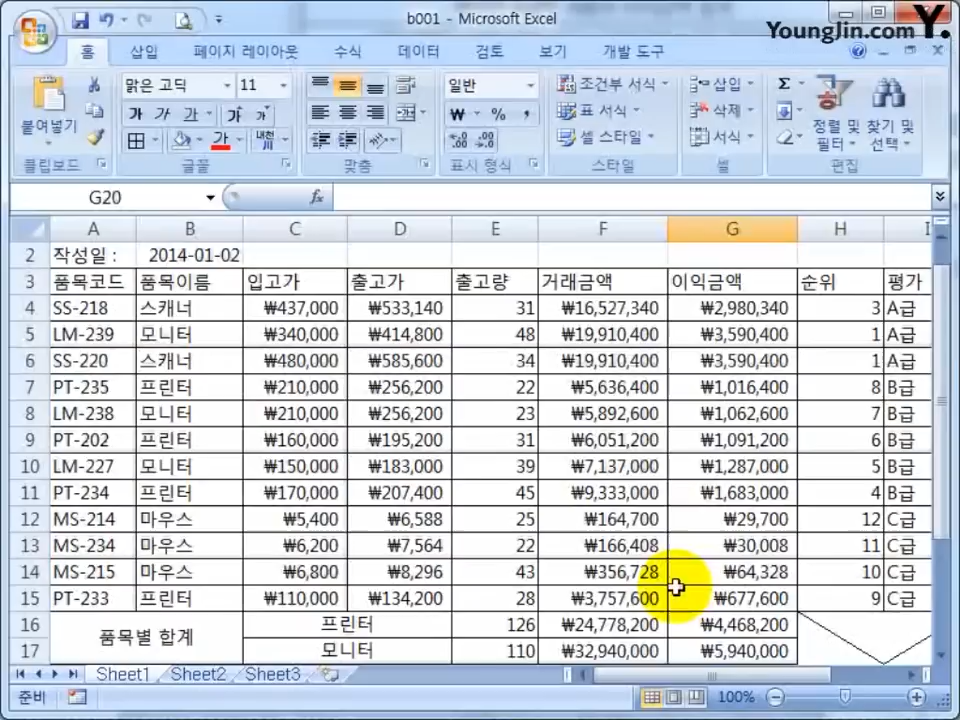 b001 - Microsoft Excel
YoungJin.com Y.
홈 삽입 페이지 레이아웃 수식 데이터 검토 보기 개발 도구
맑은 고딕 11 일반 조건부 서식 삽입 Σ
붙여넣기 가 가 가 가 가 ₩ % , 표 서식 삭제 정렬 및 필터 찾기 및 선택
가 내천 셀 스타일 서식
클립보드 글꼴 맞춤 표시 형식 스타일 셀 편집
G20 fx
A B C D E F G H I
2 작성일 : 2014-01-02
3 품목코드 품목이름 입고가 출고가 출고량 거래금액 이익금액 순위 평가
4 SS-218 스캐너 ₩437,000 ₩533,140 31 ₩16,527,340 ₩2,980,340 3 A급
5 LM-239 모니터 ₩340,000 ₩414,800 48 ₩19,910,400 ₩3,590,400 1 A급
6 SS-220 스캐너 ₩480,000 ₩585,600 34 ₩19,910,400 ₩3,590,400 1 A급
7 PT-235 프린터 ₩210,000 ₩256,200 22 ₩5,636,400 ₩1,016,400 8 B급
8 LM-238 모니터 ₩210,000 ₩256,200 23 ₩5,892,600 ₩1,062,600 7 B급
9 PT-202 프린터 ₩160,000 ₩195,200 31 ₩6,051,200 ₩1,091,200 6 B급
10 LM-227 모니터 ₩150,000 ₩183,000 39 ₩7,137,000 ₩1,287,000 5 B급
11 PT-234 프린터 ₩170,000 ₩207,400 45 ₩9,333,000 ₩1,683,000 4 B급
12 MS-214 마우스 ₩5,400 ₩6,588 25 ₩164,700 ₩29,700 12 C급
13 MS-234 마우스 ₩6,200 ₩7,564 22 ₩166,408 ₩30,008 11 C급
14 MS-215 마우스 ₩6,800 ₩8,296 43 ₩356,728 ₩64,328 10 C급
15 PT-233 프린터 ₩110,000 ₩134,200 28 ₩3,757,600 ₩677,600 9 C급
16 품목별 합계 프린터 126 ₩24,778,200 ₩4,468,200
17 모니터 110 ₩32,940,000 ₩5,940,000
Sheet1 Sheet2 Sheet3
준비 100%